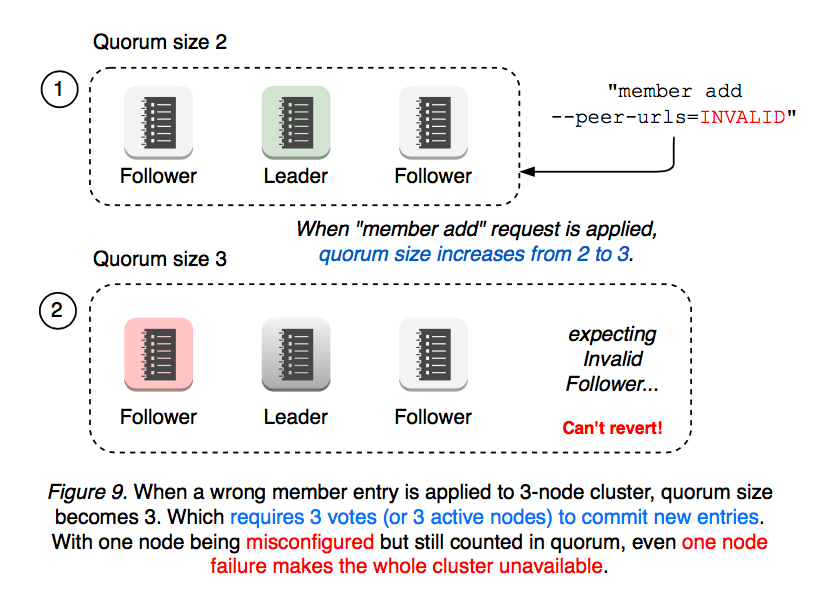 Quorum size 2
1
Follower
Leader
Follower
"member add
--peer-urls=INVALID"
When "member add" request is applied,
quorum size increases from 2 to 3.
Quorum size 3
2
Follower
Leader
Follower
expecting
Invalid
Follower...
Can't revert!
Figure 9. When a wrong member entry is applied to 3-node cluster, quorum size
becomes 3. Which requires 3 votes (or 3 active nodes) to commit new entries.
With one node being misconfigured but still counted in quorum, even one node
failure makes the whole cluster unavailable.